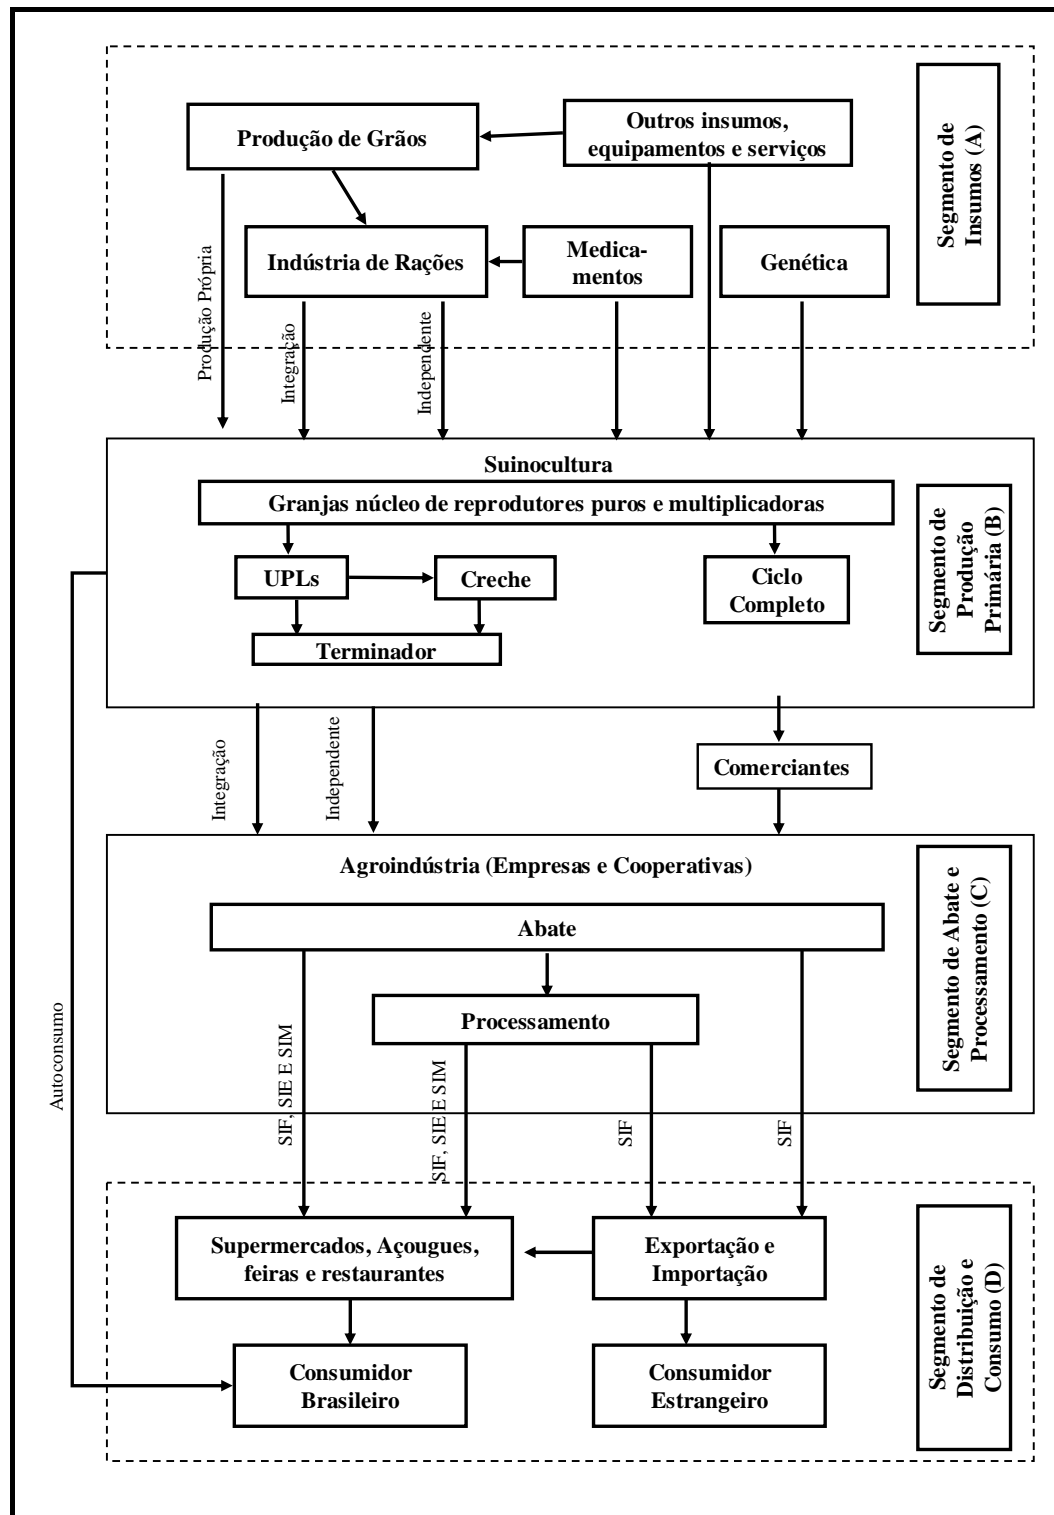 Produção de Grãos
Outros insumos,
equipamentos e serviços
Segmento de
Insumos (A)
Indústria de Rações
Medica-
mentos
Genética
Produção Própria
Integração
Independente
Suinocultura
Granjas núcleo de reprodutores puros e multiplicadoras
UPLs
Creche
Ciclo
Completo
Terminador
Segmento de
Produção
Primária (B)
Integração
Independente
Comerciantes
Agroindústria (Empresas e Cooperativas)
Abate
Processamento
Segmento de Abate e
Processamento (C)
Autoconsumo
SIF, SIE E SIM
SIF, SIE E SIM
SIF
SIF
Supermercados, Açougues,
feiras e restaurantes
Exportação e
Importação
Consumidor
Brasileiro
Consumidor
Estrangeiro
Segmento de
Distribuição e
Consumo (D)